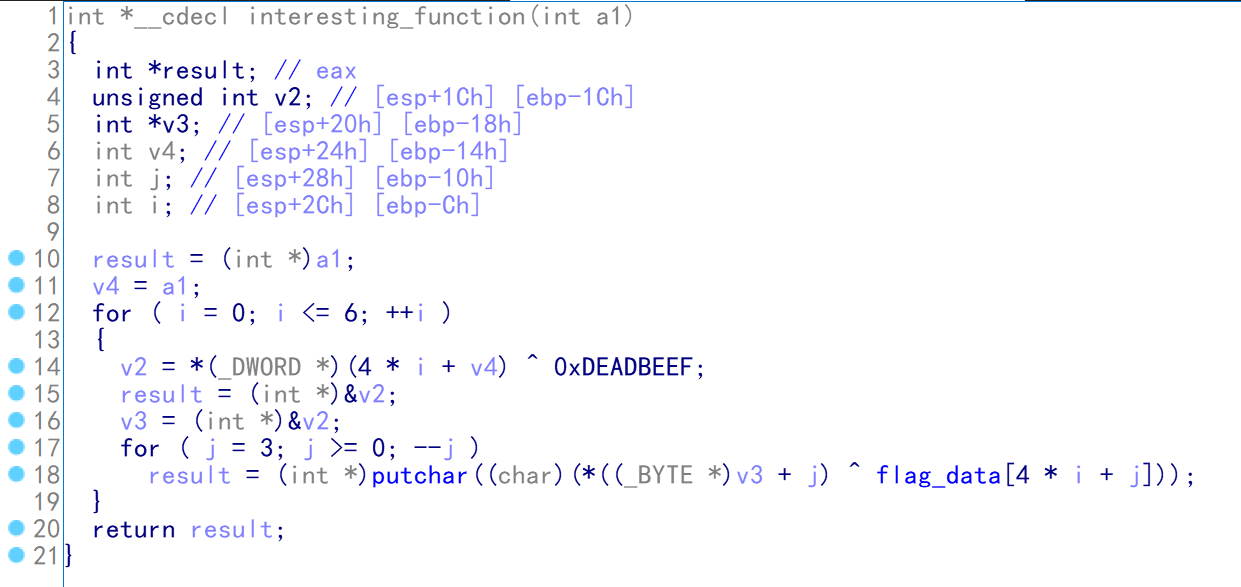 1 int *__cdecl interesting_function(int a1)
2 {
3 int *result; // eax
4 unsigned int v2; // [esp+1Ch] [ebp-1Ch]
5 int *v3; // [esp+20h] [ebp-18h]
6 int v4; // [esp+24h] [ebp-14h]
7 int j; // [esp+28h] [ebp-10h]
8 int i; // [esp+2Ch] [ebp-Ch]
9
10 result = (int *)a1;
11 v4 = a1;
12 for ( i = 0; i <= 6; ++i )
13 {
14 v2 = *(_DWORD *)(4 * i + v4) ^ 0xDEADBEEF;
15 result = (int *)&v2;
16 v3 = (int *)&v2;
17 for ( j = 3; j >= 0; --j )
18 result = (int *)putchar((char)(*((_BYTE *)v3 + j) ^ flag_data[4 * i + j]));
19 }
20 return result;
21 }